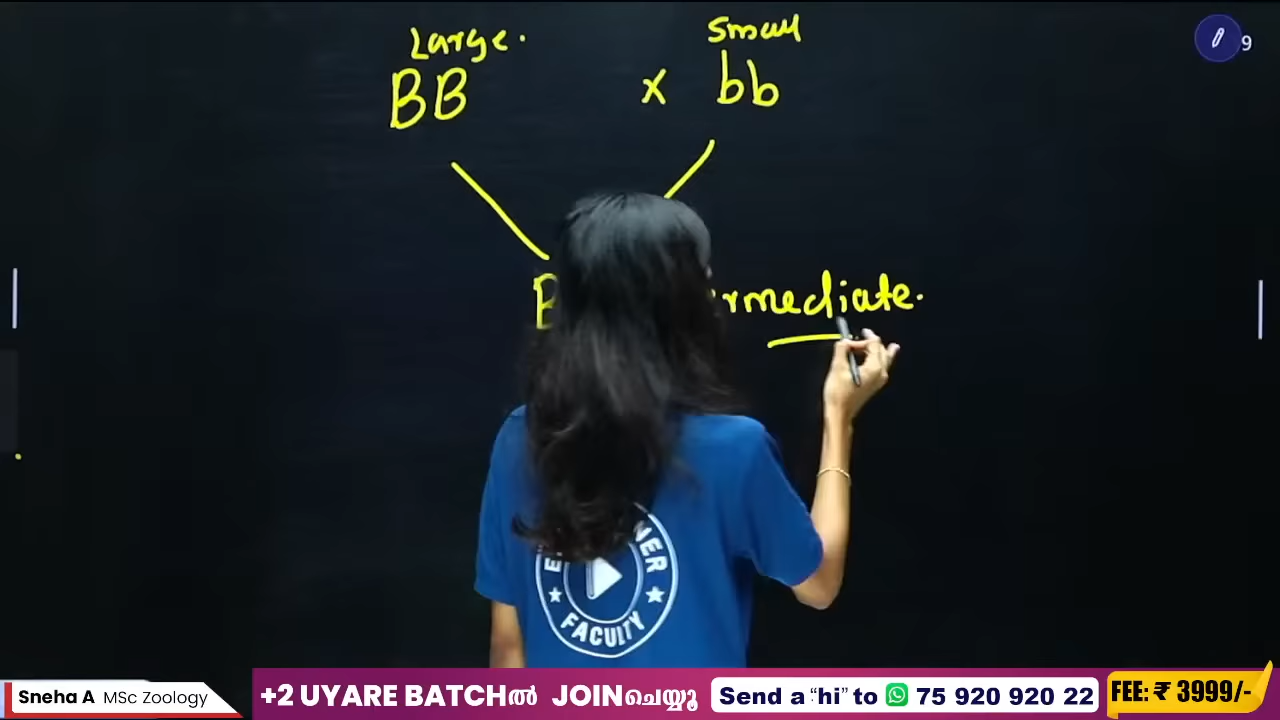 Large. Small
9
BB x bb
B rmediate.
NER
FACULTY
Sneha A MSc Zoology
+2 UYARE BATCHൽ JOINചെയ്യൂ
Send a “hi” to 75 920 920 22
FEE: ₹ 3999/-